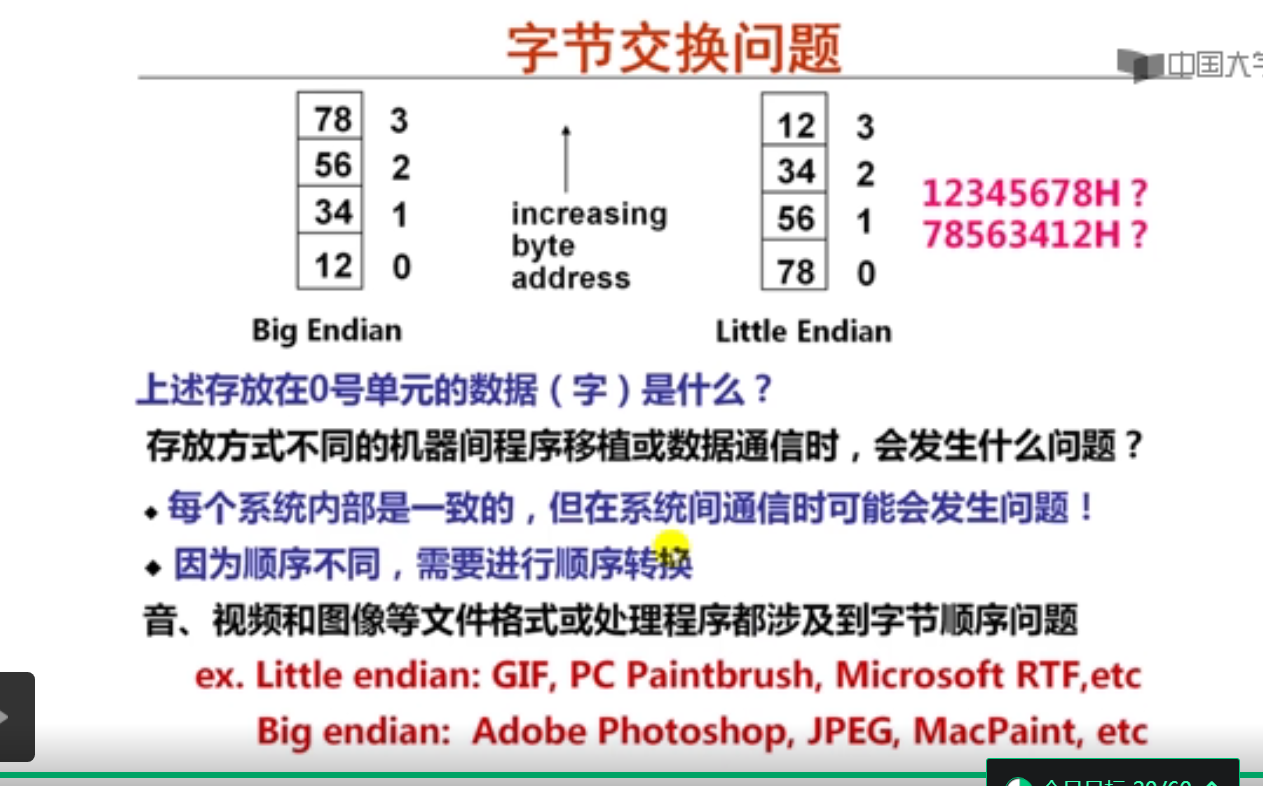 字节交换问题
中国大学
78 3
56 2
34 1
12 0
increasing
byte
address
12 3
34 2
56 1
78 0
12345678H？
78563412H？
Big Endian
Little Endian
上述存放在0号单元的数据（字）是什么？
存放方式不同的机器间程序移植或数据通信时，会发生什么问题？
◆ 每个系统内部是一致的，但在系统间通信时可能会发生问题！
◆ 因为顺序不同，需要进行顺序转换
音、视频和图像等文件格式或处理程序都涉及到字节顺序问题
ex. Little endian: GIF, PC Paintbrush, Microsoft RTF,etc
Big endian: Adobe Photoshop, JPEG, MacPaint, etc